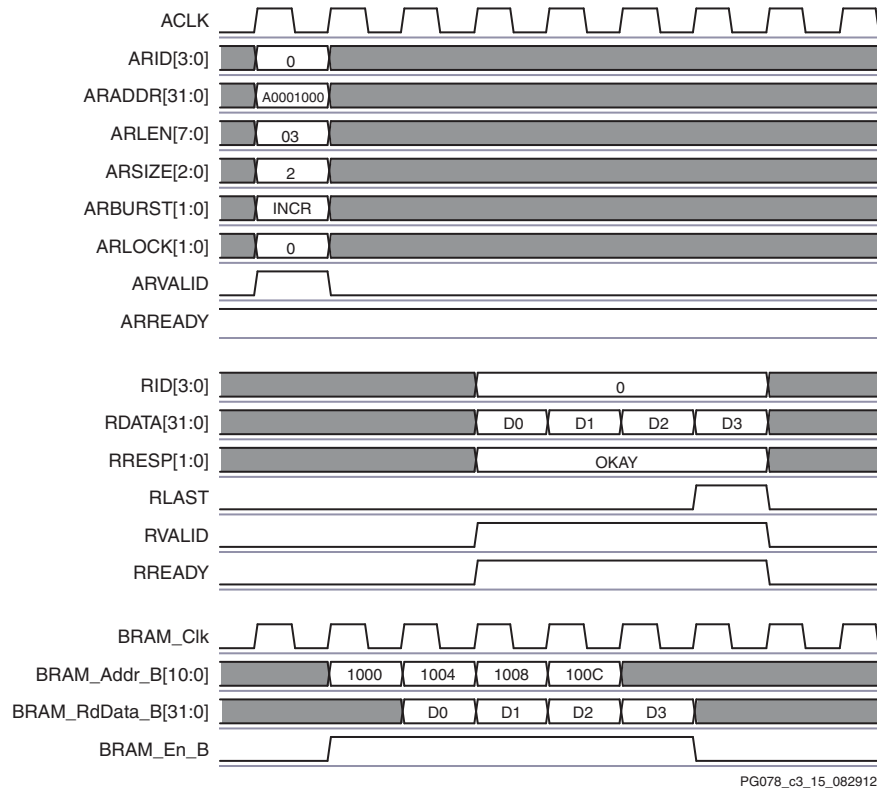 ACLK
ARID[3:0] 0
ARADDR[31:0] A0001000
ARLEN[7:0] 03
ARSIZE[2:0] 2
ARBURST[1:0] INCR
ARLOCK[1:0] 0
ARVALID
ARREADY
RID[3:0] 0
RDATA[31:0] D0 D1 D2 D3
RRESP[1:0] OKAY
RLAST
RVALID
RREADY
BRAM_Clk
BRAM_Addr_B[10:0] 1000 1004 1008 100C
BRAM_RdData_B[31:0] D0 D1 D2 D3
BRAM_En_B
PG078_c3_15_082912